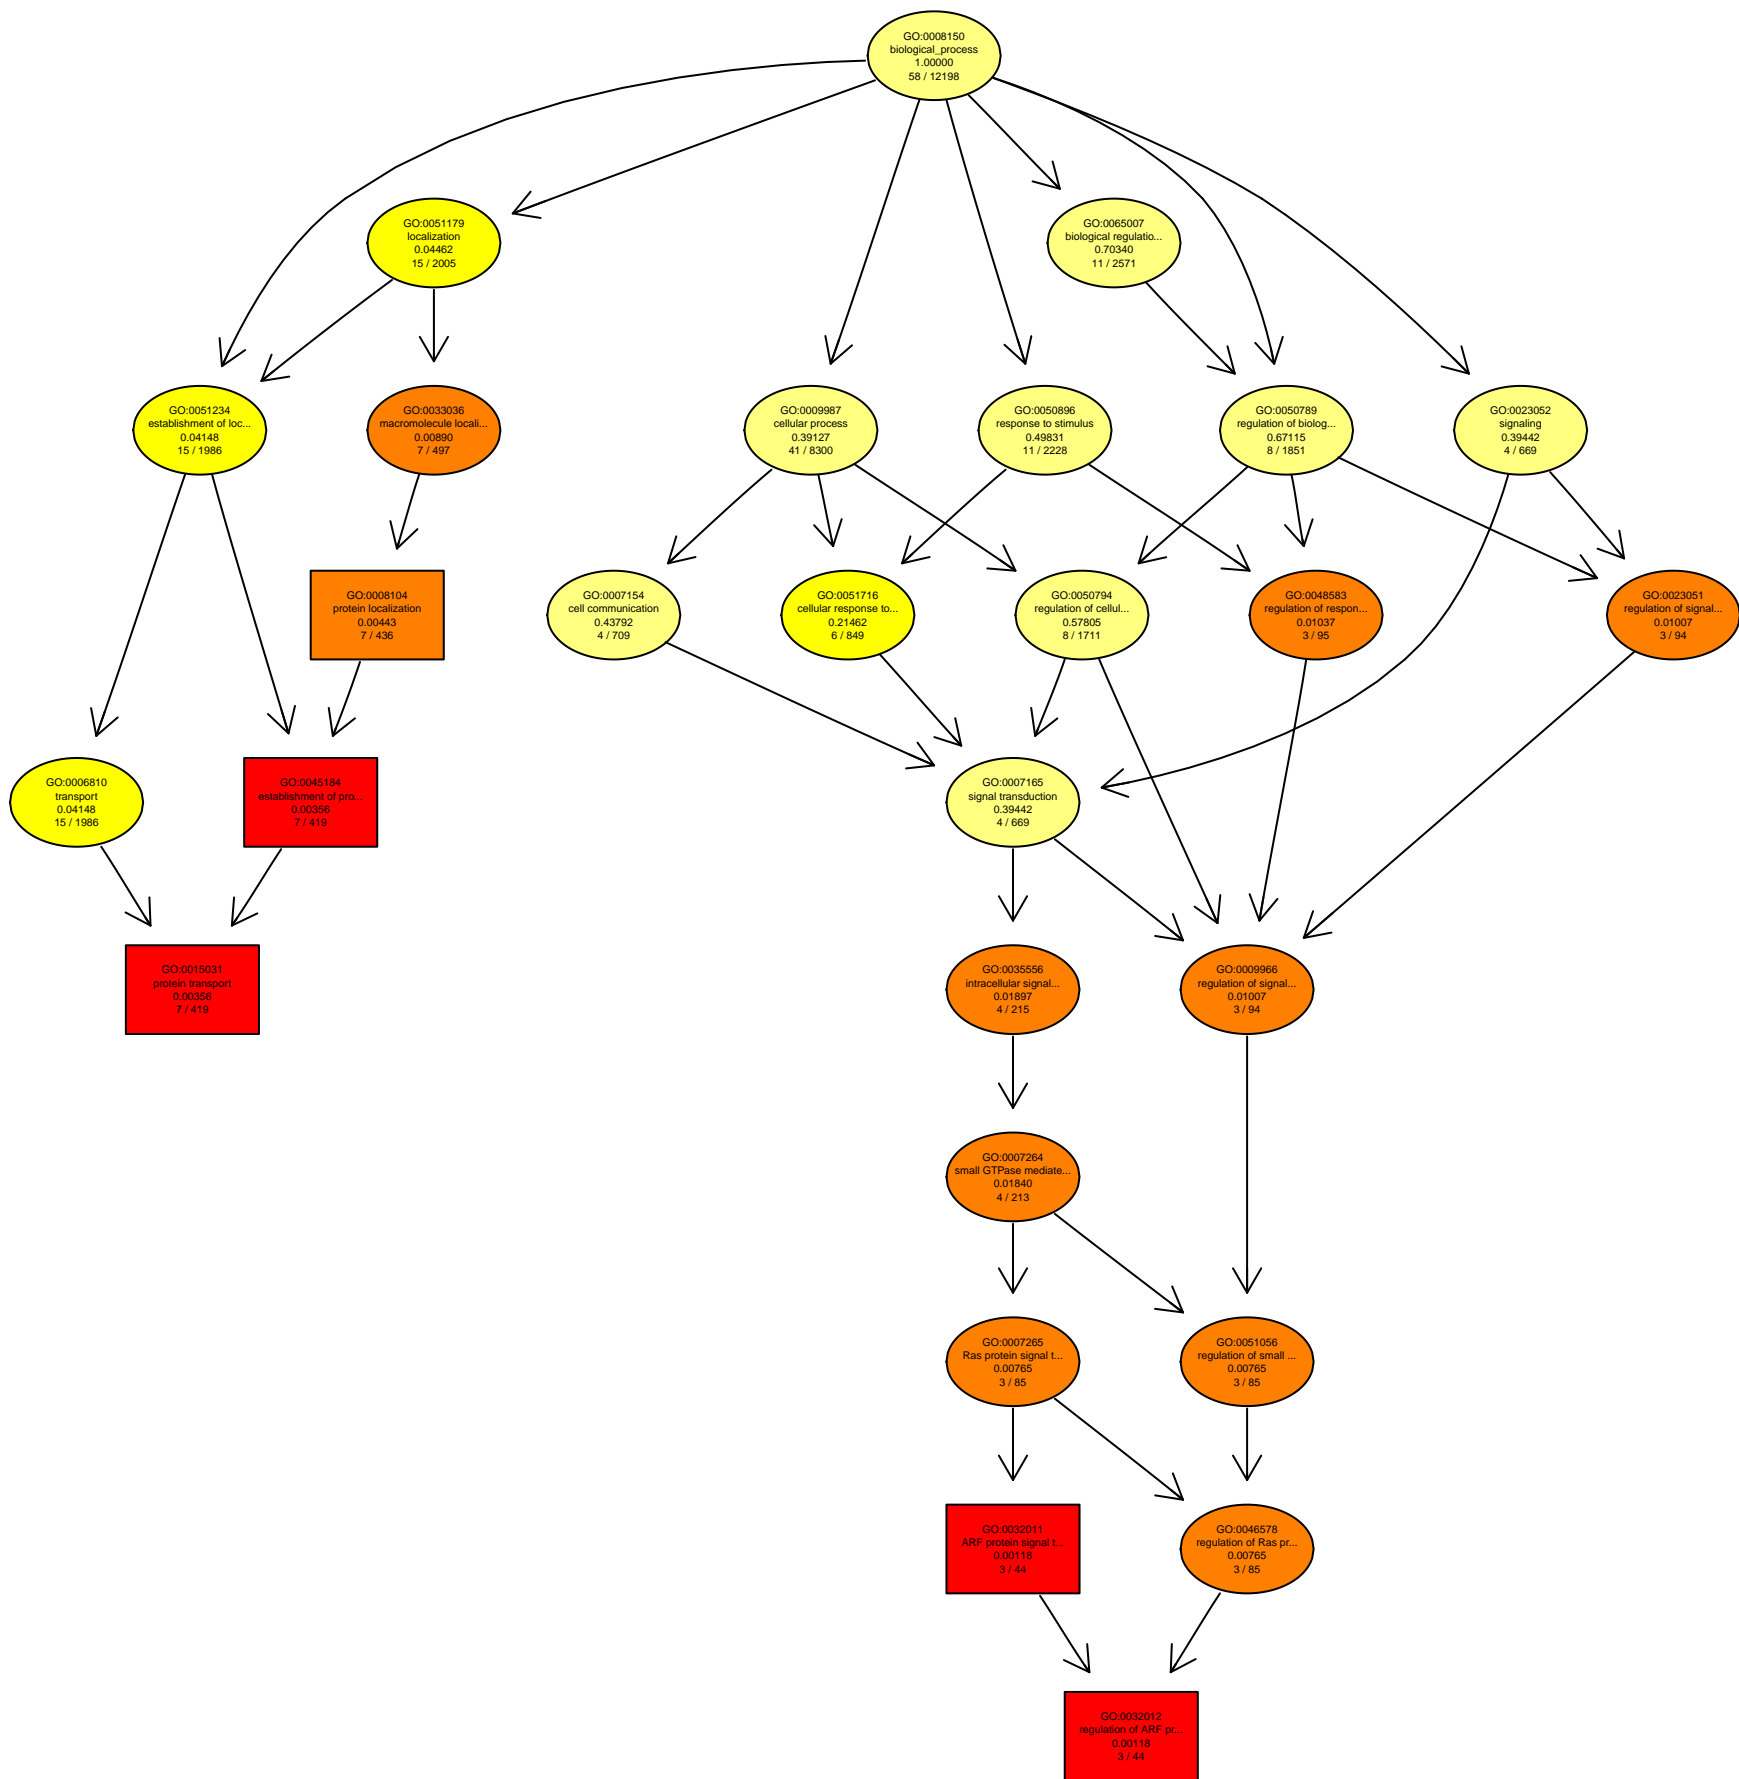 GO:0008150
biological_process
1.00000
58 / 12198
GO:0051179
localization
0.04462
15 / 2005
GO:0065007
biological regulatio...
0.70340
11 / 2571
GO:0051234
establishment of loc...
0.04148
15 / 1986
GO:0033036
macromolecule locali...
0.00890
7 / 497
GO:0009987
cellular process
0.39127
41 / 8300
GO:0050896
response to stimulus
0.49831
11 / 2228
GO:0050789
regulation of biolog...
0.67115
8 / 1851
GO:0023052
signaling
0.39442
4 / 669
GO:0008104
protein localization
0.00443
7 / 436
GO:0007154
cell communication
0.43792
4 / 709
GO:0051716
cellular response to...
0.21462
6 / 849
GO:0050794
regulation of cellul...
0.57805
8 / 1711
GO:0048583
regulation of respon...
0.01037
3 / 95
GO:0023051
regulation of signal...
0.01007
3 / 94
GO:0006810
transport
0.04148
15 / 1986
GO:0045184
establishment of pro...
0.00356
7 / 419
GO:0007165
signal transduction
0.39442
4 / 669
GO:0015031
protein transport
0.00356
7 / 419
GO:0035556
intracellular signal...
0.01897
4 / 215
GO:0009966
regulation of signal...
0.01007
3 / 94
GO:0007264
small GTPase mediate...
0.01840
4 / 213
GO:0007265
Ras protein signal t...
0.00765
3 / 85
GO:0051056
regulation of small ...
0.00765
3 / 85
GO:0032011
ARF protein signal t...
0.00118
3 / 44
GO:0046578
regulation of Ras pr...
0.00765
3 / 85
GO:0032012
regulation of ARF pr...
0.00118
3 / 44